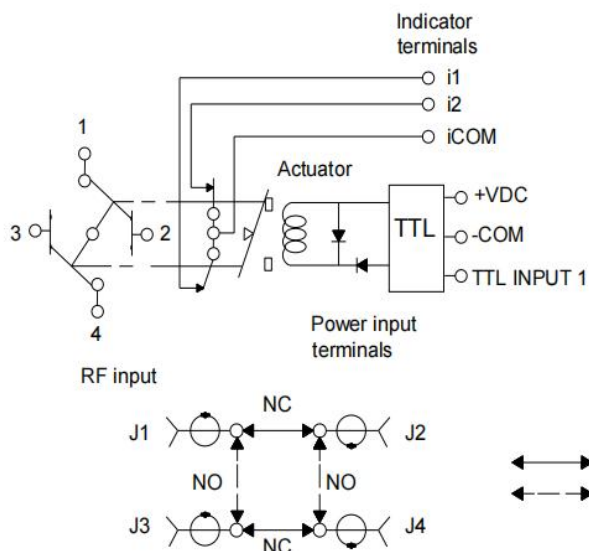 Indicator
terminals
i1
i2
iCOM
1
Actuator
+VDC
3
2
TTL
-COM
TTL INPUT 1
4
Power input
terminals
RF input
J1
NC
J2
NO
NO
J3
NC
J4